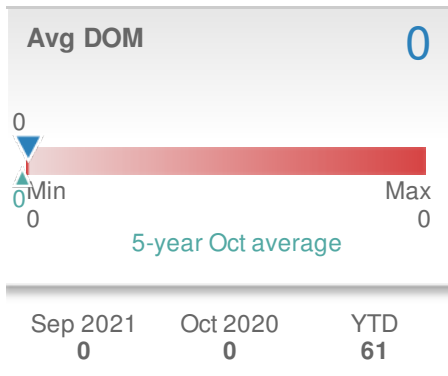 Avg DOM 0
0
0
Min Max
0 0
5-year Oct average
Sep 2021 Oct 2020 YTD
0 0 61